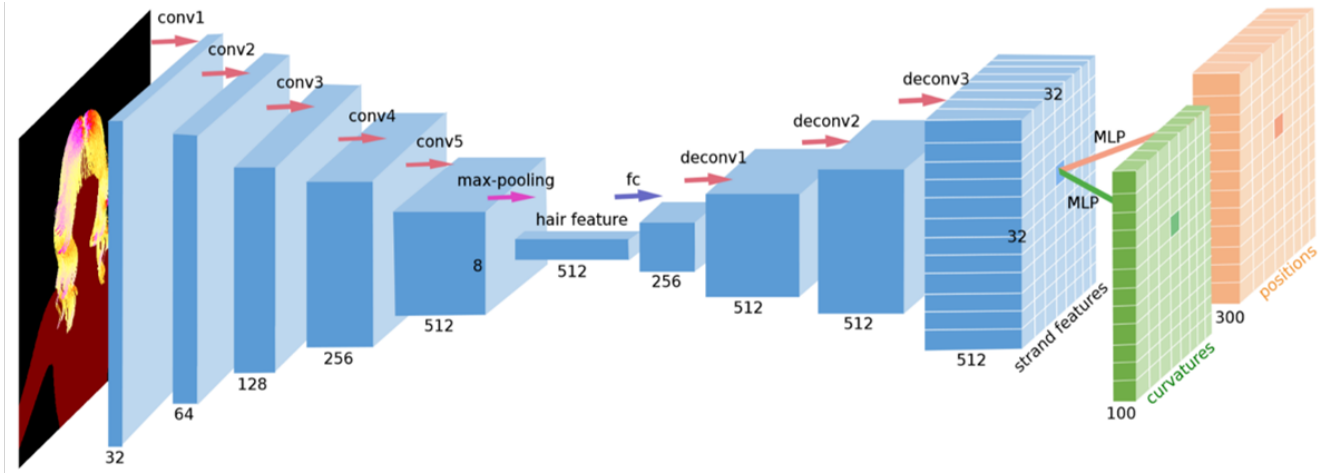 conv1
conv2
conv3
conv4
conv5
max-pooling
hair feature
fc
deconv1
deconv2
deconv3
32
32
8
MLP
MLP
32
64
128
256
512
512
256
512
512
512
strand features
100
curvatures
300
positions